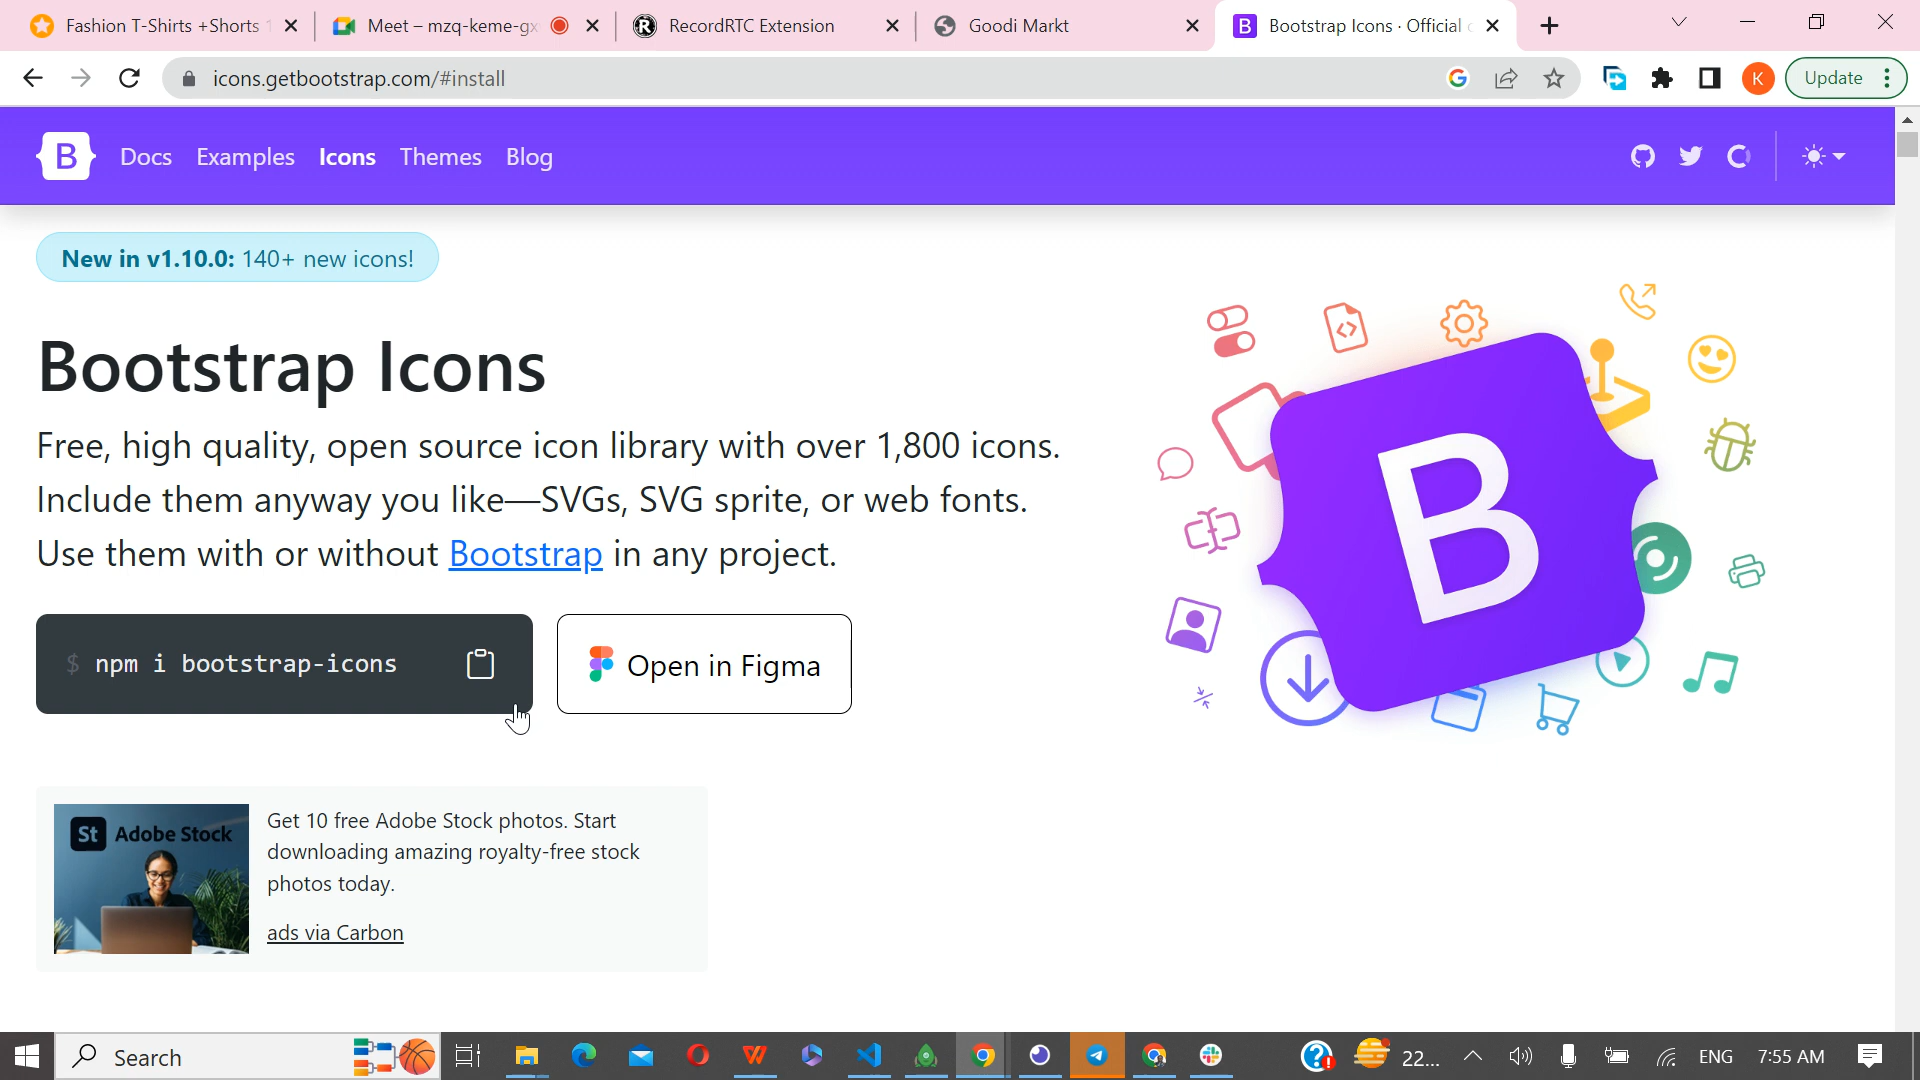 Fashion T-Shirts +Shorts
Meet – mzq-keme-gx
RecordRTC Extension
Goodi Markt
Bootstrap Icons · Official
icons.getbootstrap.com/#install
K
Update
B
Docs
Examples
Icons
Themes
Blog
New in v1.10.0: 140+ new icons!
Bootstrap Icons
Free, high quality, open source icon library with over 1,800 icons.
Include them anyway you like—SVGs, SVG sprite, or web fonts.
Use them with or without Bootstrap in any project.
$ npm i bootstrap-icons
Open in Figma
B
St Adobe Stock
Get 10 free Adobe Stock photos. Start
downloading amazing royalty-free stock
photos today.
ads via Carbon
Search
22...
ENG
7:55 AM